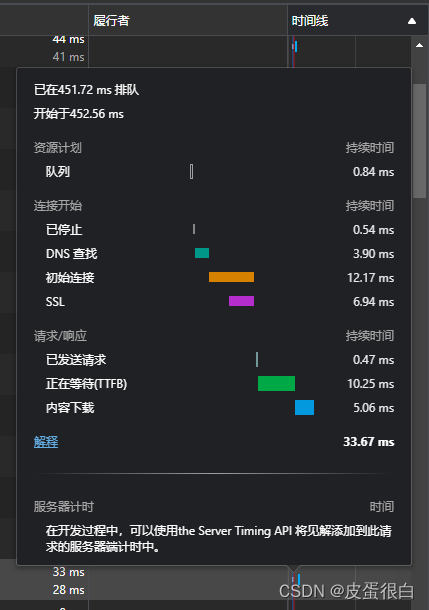 履行者 时间线
44 ms
41 ms
已在451.72 ms 排队
开始于452.56 ms
资源计划 持续时间
队列 0.84 ms
连接开始 持续时间
已停止 0.54 ms
DNS 查找 3.90 ms
初始连接 12.17 ms
SSL 6.94 ms
请求/响应 持续时间
已发送请求 0.47 ms
正在等待(TTFB) 10.25 ms
内容下载 5.06 ms
解释 33.67 ms
服务器计时 时间
在开发过程中，可以使用the Server Timing API 将见解添加到此请
求的服务器端计时中。
33 ms
28 ms
CSDN @皮蛋很白